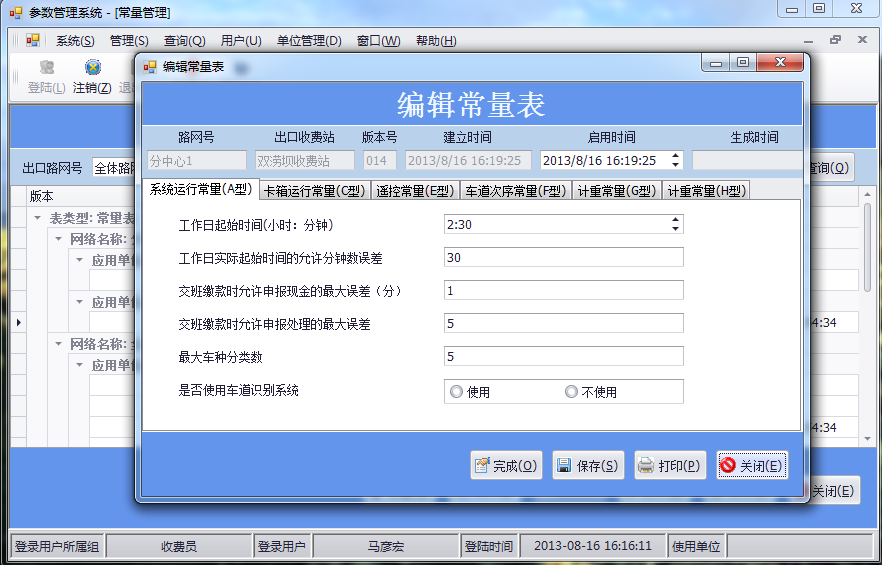 参数管理系统 - [常量管理]
系统(S) 管理(S) 查询(Q) 用户(U) 单位管理(D) 窗口(W) 帮助(H)
登陆(L) 注销(Z)
编辑常量表
编辑常量表
路网号 出口收费站 版本号 建立时间 启用时间 生成时间
分中心1 双涝坝收费站 014 2013/8/16 16:19:25 2013/8/16 16:19:25
出口路网号 全体路网 查询(Q)
系统运行常量(A型) 卡箱运行常量(C型) 遥控常量(E型) 车道次序常量(F型) 计重常量(G型) 计重常量(H型)
版本
表类型: 常量表
网络名称:
应用单位
应用单位
4:34
网络名称:
应用单位
4:34
工作日起始时间(小时: 分钟) 2:30
工作日实际起始时间的允许分钟数误差 30
交班缴款时允许申报现金的最大误差（分） 1
交班缴款时允许申报处理的最大误差 5
最大车种分类数 5
是否使用车道识别系统 使用 不使用
完成(O) 保存(S) 打印(P) 关闭(E)
关闭(E)
登录用户所属组 收费员 登录用户 马彦宏 登陆时间 2013-08-16 16:16:11 使用单位